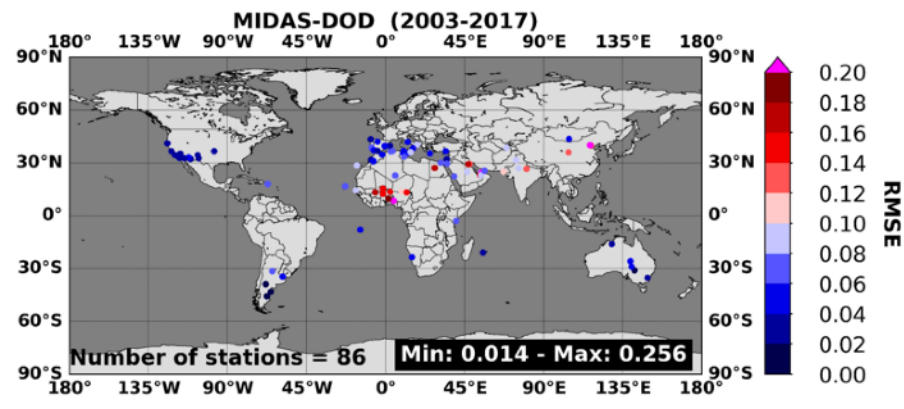 MIDAS-DOD (2003-2017)
180° 135°W 90°W 45°W 0° 45°E 90°E 135°E 180°
90°N 90°N
60°N 60°N
30°N 30°N
0° 0°
30°S 30°S
60°S 60°S
90°S 90°S
Number of stations = 86 Min: 0.014 - Max: 0.256
180° 135°W 90°W 45°W 0° 45°E 90°E 135°E 180°
0.20
0.18
0.16
0.14
0.12
0.10
0.08
0.06
0.04
0.02
0.00
RMSE